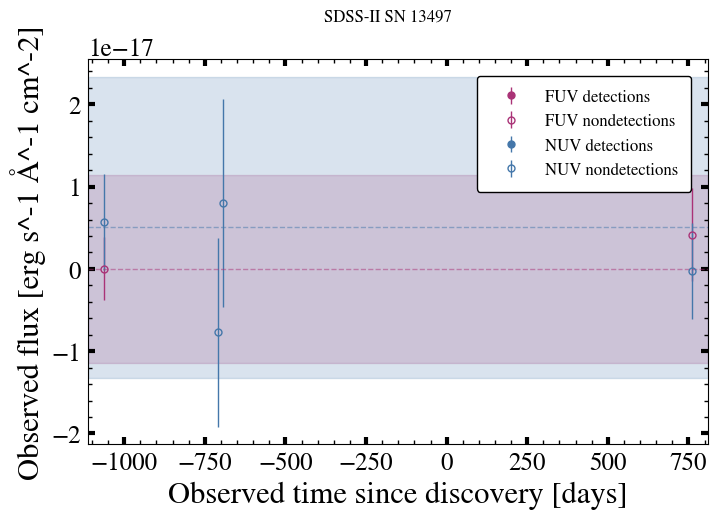 SDSS-II SN 13497
1e−17
Observed flux [erg s^-1 Å^-1 cm^-2]
2
1
0
−1
−2
FUV detections
FUV nondetections
NUV detections
NUV nondetections
−1000 −750 −500 −250 0 250 500 750
Observed time since discovery [days]